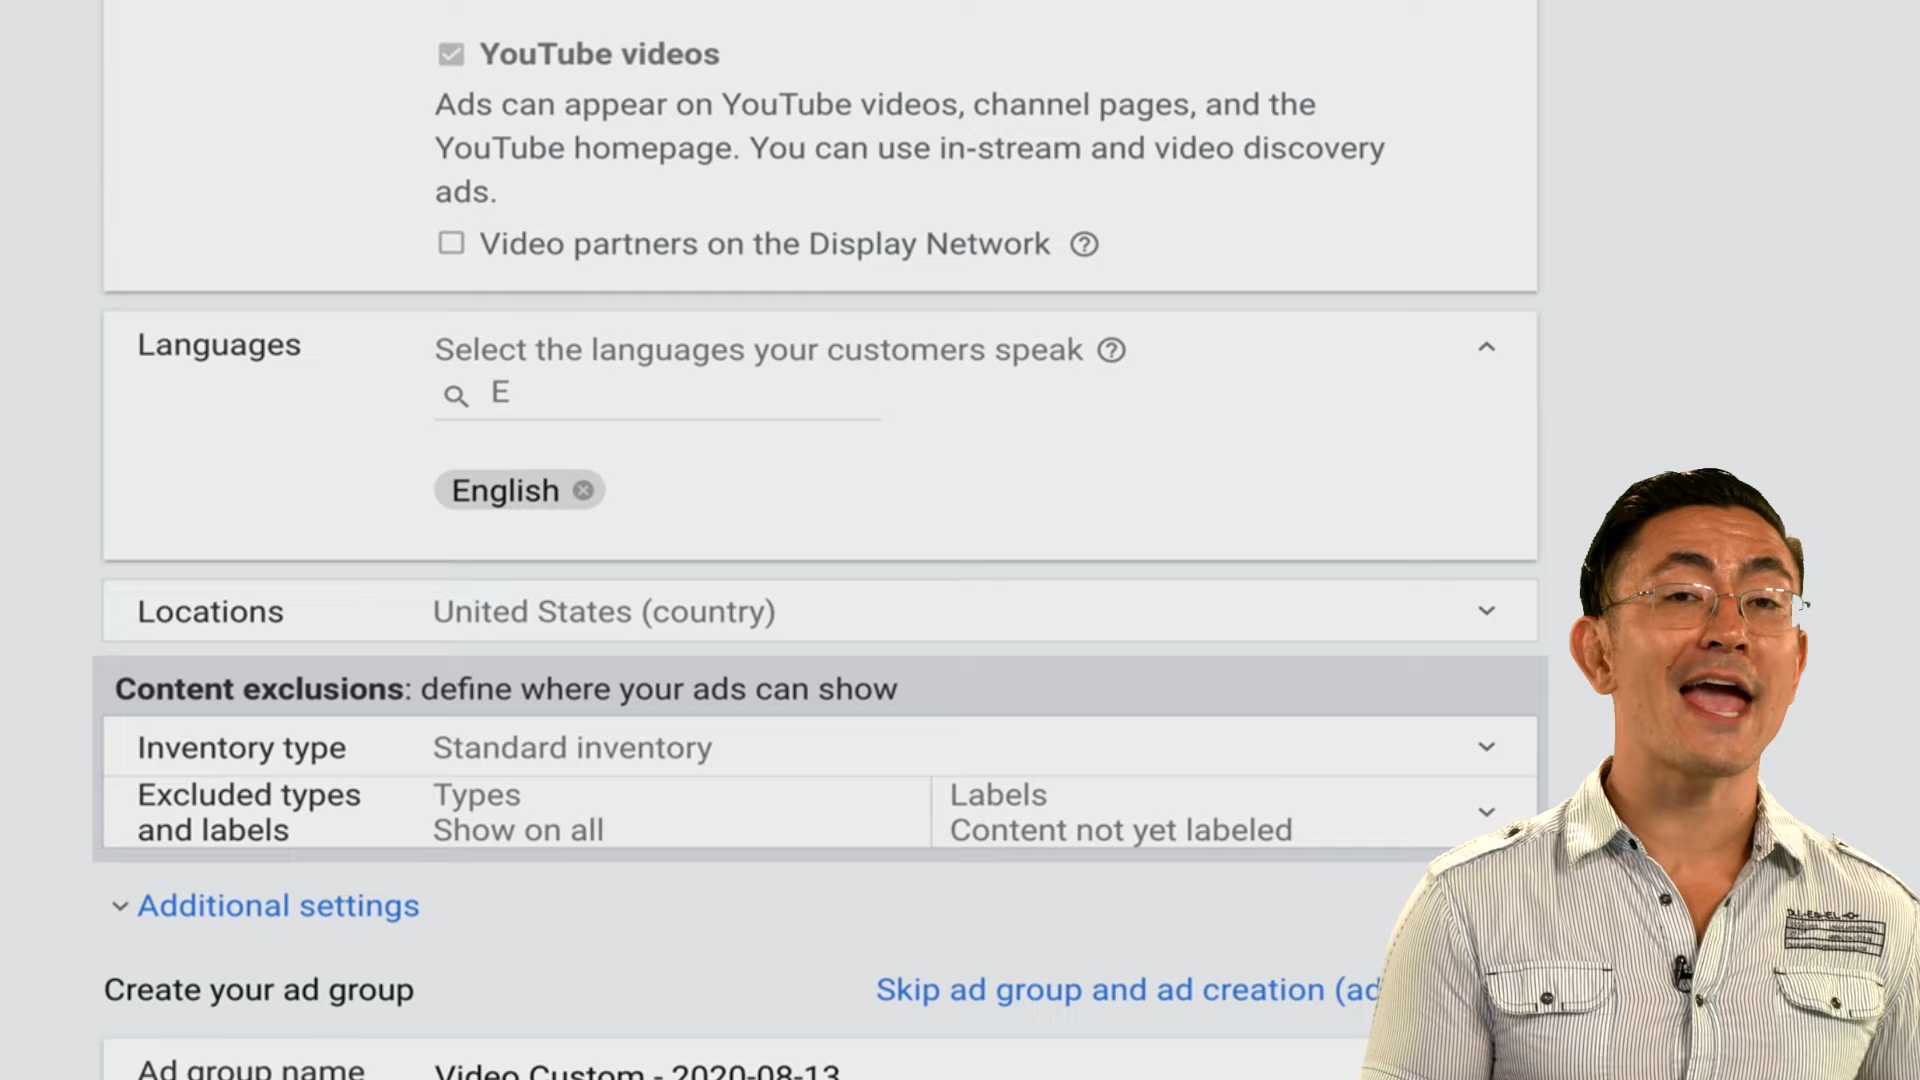 YouTube videos
Ads can appear on YouTube videos, channel pages, and the
YouTube homepage. You can use in-stream and video discovery
ads.
Video partners on the Display Network
Languages
Select the languages your customers speak
E
English
Locations
United States (country)
Content exclusions: define where your ads can show
Inventory type
Standard inventory
Excluded types
and labels
Types
Show on all
Labels
Content not yet labeled
Additional settings
Create your ad group
Skip ad group and ad creation (ad
Ad group name
Video Custom - 2020-08-13